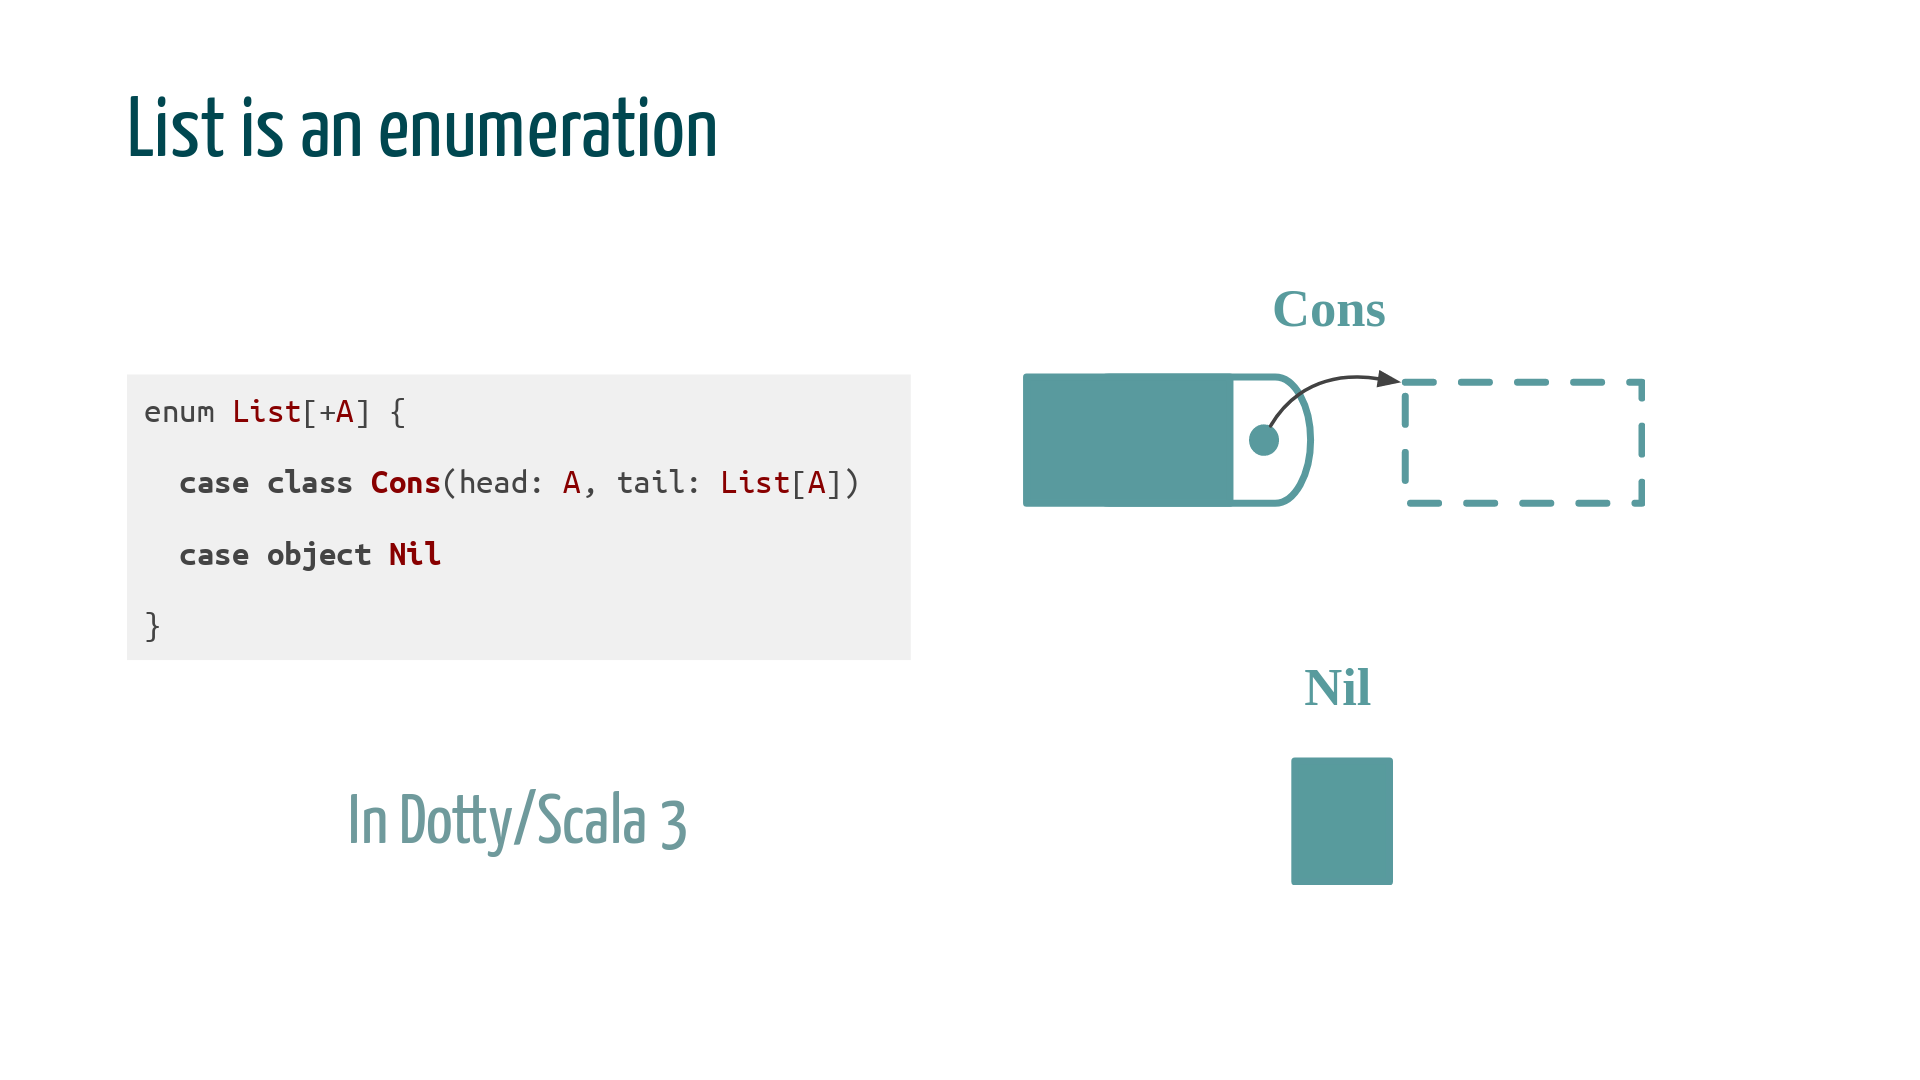 List is an enumeration
enum List[+A] {
case class Cons(head: A, tail: List[A])
case object Nil
}
In Dotty/Scala 3
Cons
Nil